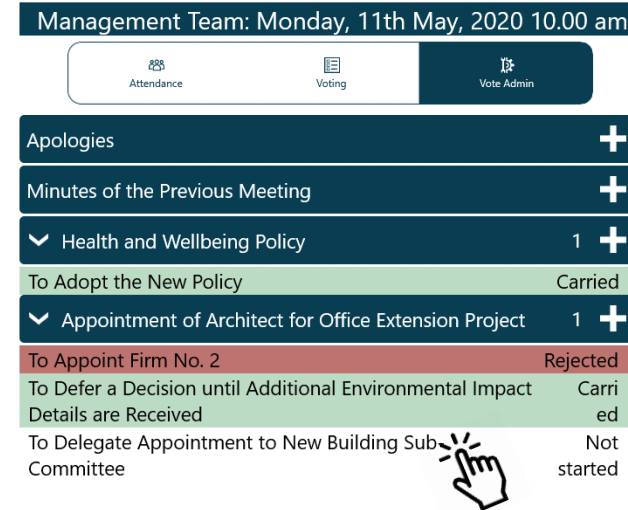 Management Team: Monday, 11th May, 2020 10.00 am
Attendance
Voting
Vote Admin
Apologies
Minutes of the Previous Meeting
Health and Wellbeing Policy 1
To Adopt the New Policy Carried
Appointment of Architect for Office Extension Project 1
To Appoint Firm No. 2 Rejected
To Defer a Decision until Additional Environmental Impact Carri
Details are Received ed
To Delegate Appointment to New Building Sub- Not
Committee started